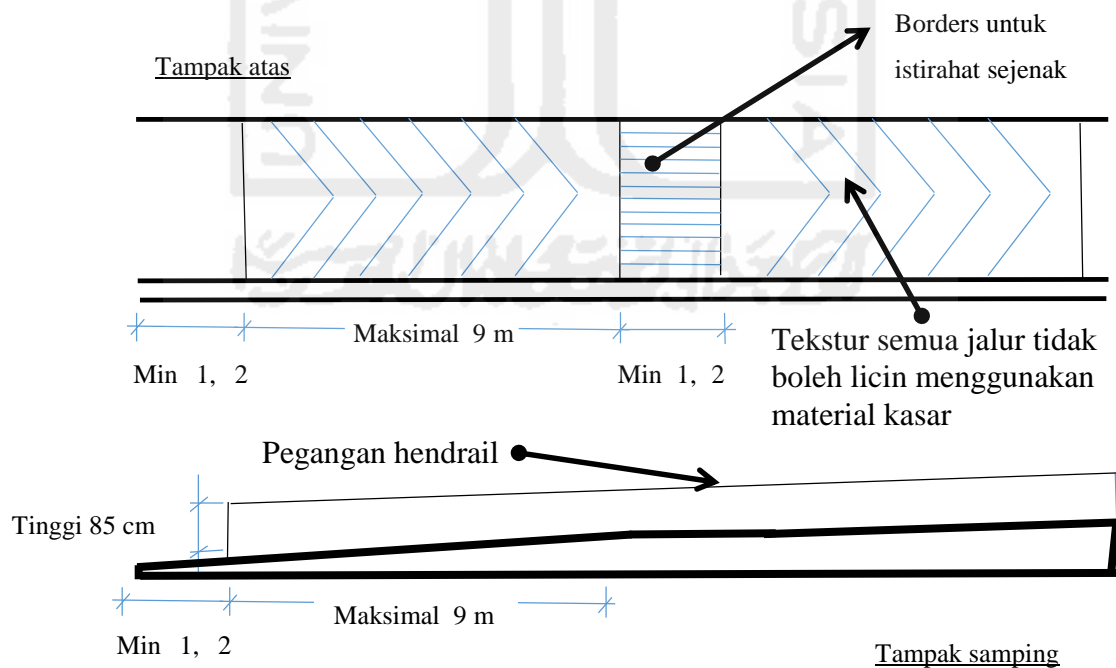 Borders untuk
istirahat sejenak
Tampak atas
Maksimal 9 m
Min 1, 2
Min 1, 2
Tekstur semua jalur tidak
boleh licin menggunakan
material kasar
Pegangan hendrail
Tinggi 85 cm
Maksimal 9 m
Min 1, 2
Tampak samping